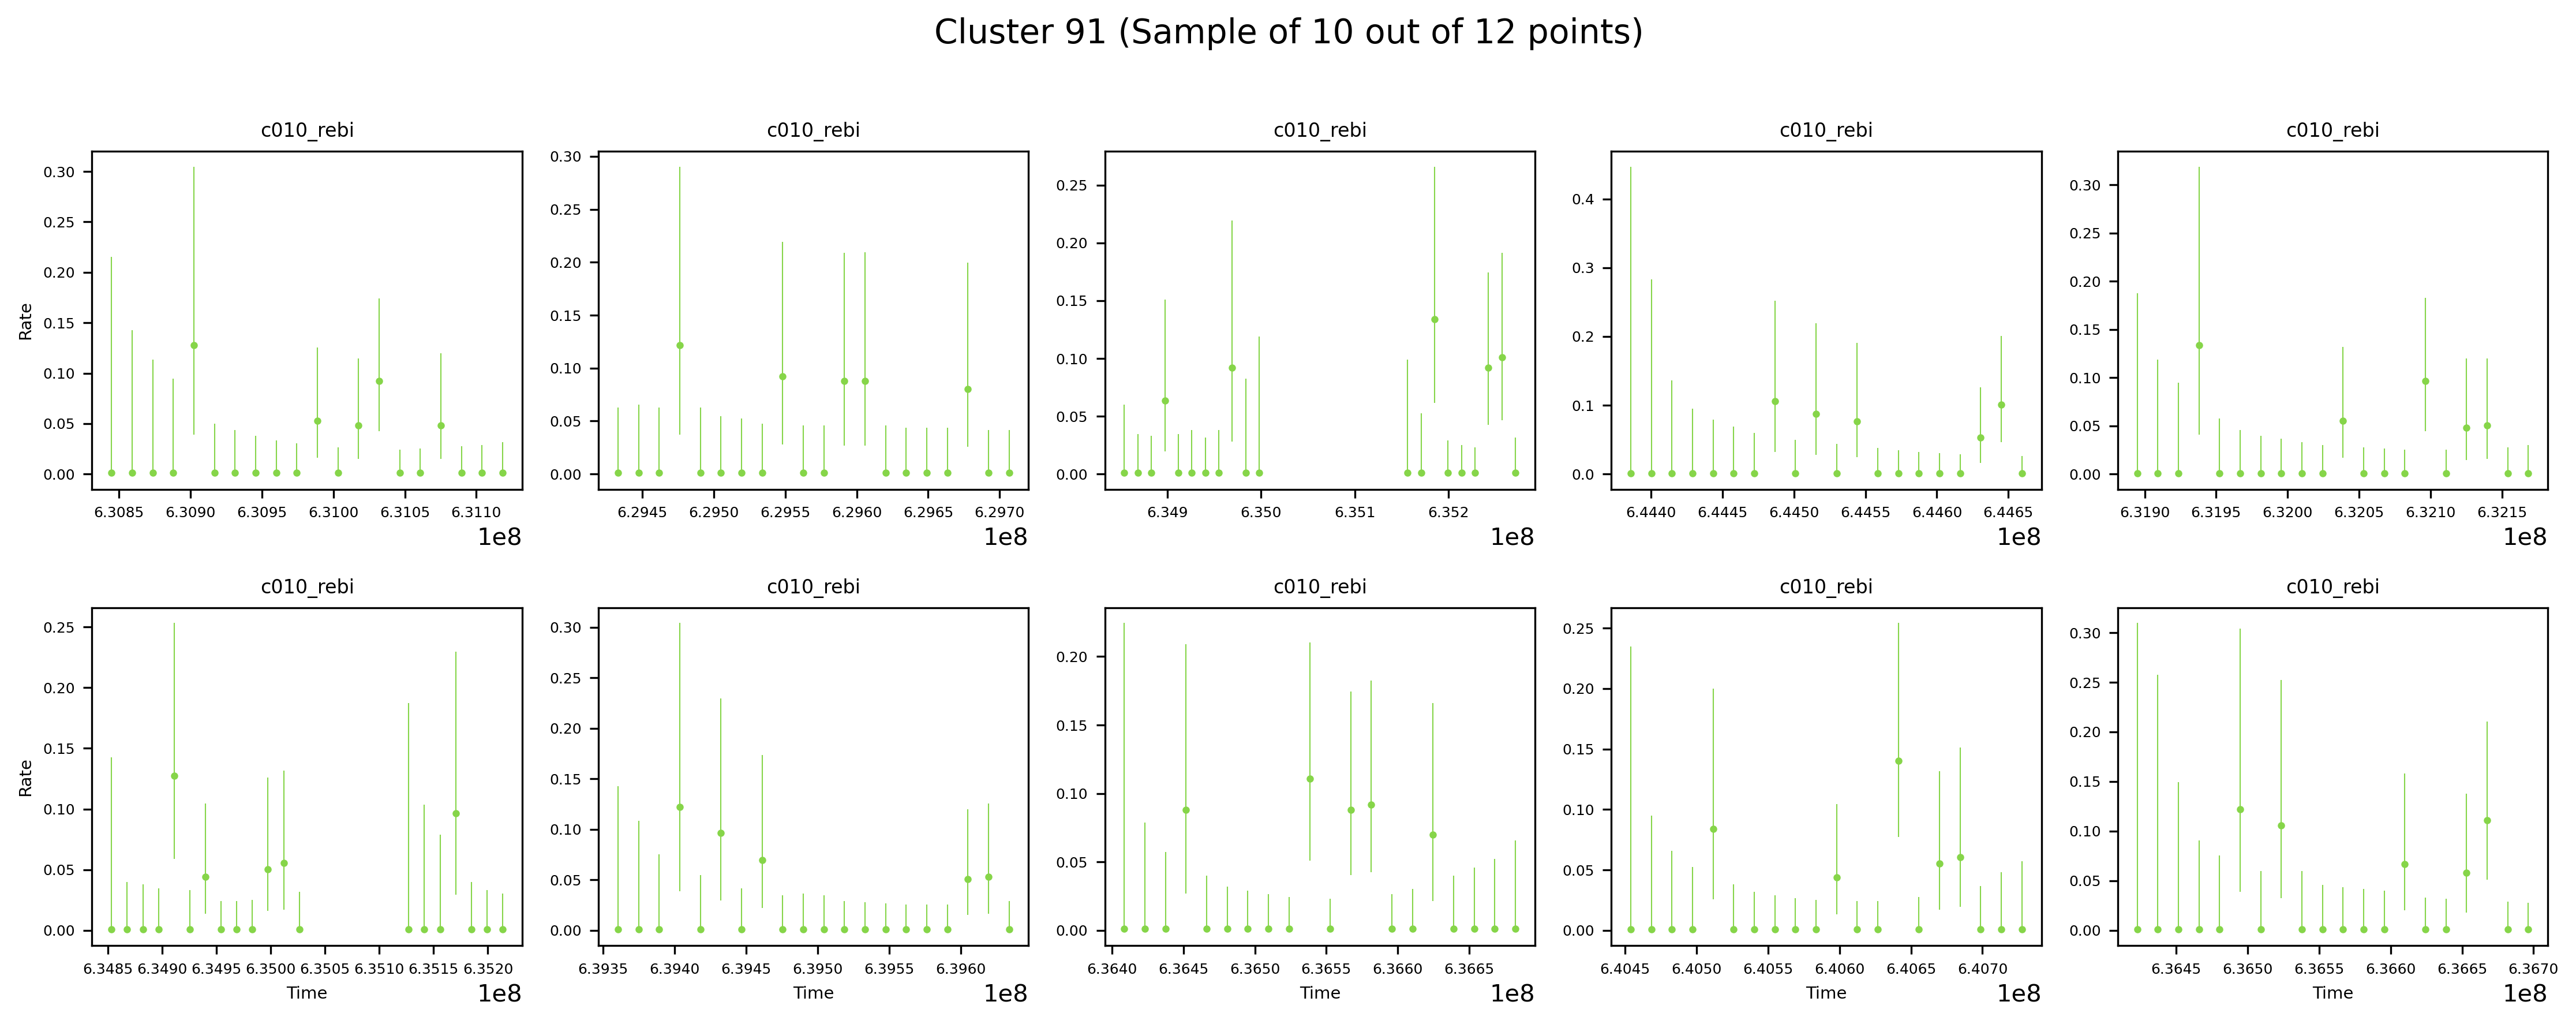 Cluster 91 (Sample of 10 out of 12 points)
c010_rebi c010_rebi c010_rebi c010_rebi c010_rebi
Rate
0.30 0.25 0.20 0.15 0.10 0.05 0.00
6.3085 6.3090 6.3095 6.3100 6.3105 6.3110
1e8
0.30 0.25 0.20 0.15 0.10 0.05 0.00
6.2945 6.2950 6.2955 6.2960 6.2965 6.2970
1e8
0.25 0.20 0.15 0.10 0.05 0.00
6.349 6.350 6.351 6.352
1e8
0.4 0.3 0.2 0.1 0.0
6.4440 6.4445 6.4450 6.4455 6.4460 6.4465
1e8
0.30 0.25 0.20 0.15 0.10 0.05 0.00
6.3190 6.3195 6.3200 6.3205 6.3210 6.3215
1e8
c010_rebi c010_rebi c010_rebi c010_rebi c010_rebi
Rate
0.25 0.20 0.15 0.10 0.05 0.00
6.3485 6.3490 6.3495 6.3500 6.3505 6.3510 6.3515 6.3520
Time
1e8
0.30 0.25 0.20 0.15 0.10 0.05 0.00
6.3935 6.3940 6.3945 6.3950 6.3955 6.3960
Time
1e8
0.20 0.15 0.10 0.05 0.00
6.3640 6.3645 6.3650 6.3655 6.3660 6.3665
Time
1e8
0.25 0.20 0.15 0.10 0.05 0.00
6.4045 6.4050 6.4055 6.4060 6.4065 6.4070
Time
1e8
0.30 0.25 0.20 0.15 0.10 0.05 0.00
6.3645 6.3650 6.3655 6.3660 6.3665 6.3670
Time
1e8